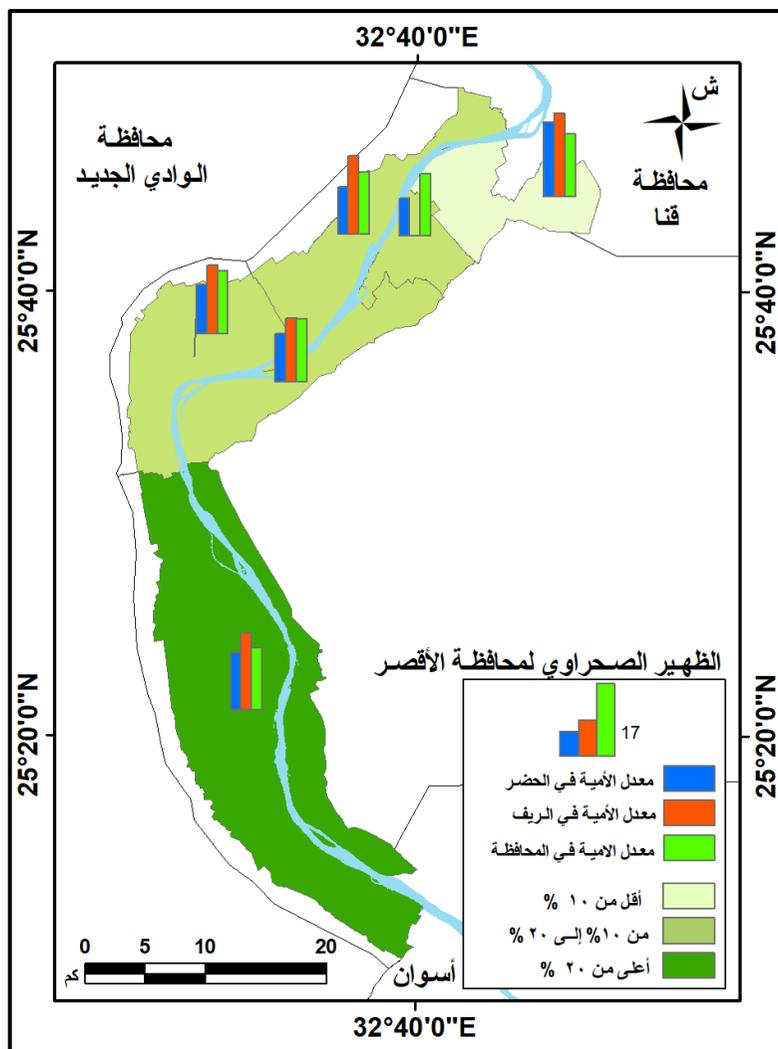 32°40'0"E
ش
محافظة
الوادي الجديد
محافظة
قنا
25°40'0"N
25°40'0"N
الظهير الصحراوي لمحافظة الأقصر
17
25°20'0"N
25°20'0"N
معدل الأمية في الحضر
معدل الأمية في الريف
معدل الامية في المحافظة
أقل من ١٠ %
من ١٠% إلى ٢٠ %
أعلى من ٢٠ %
0 5 10 20
كم
أسوان
32°40'0"E